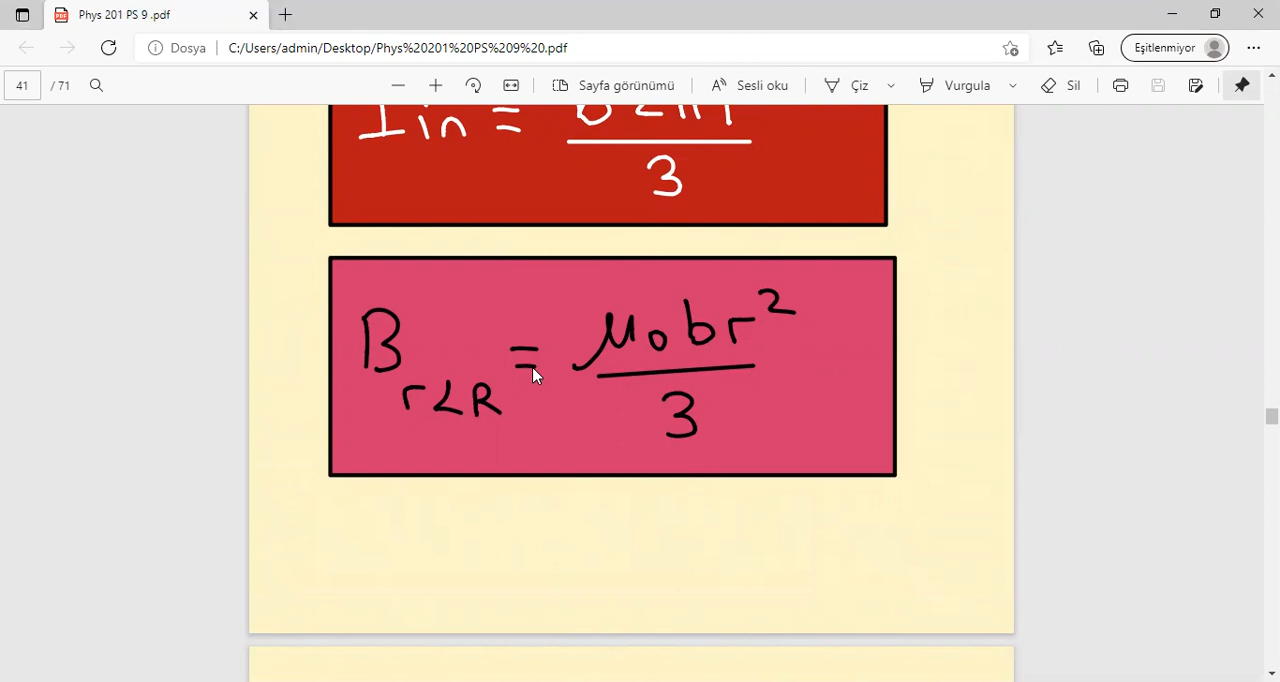 Phys 201 PS 9 .pdf
Dosya C:/Users/admin/Desktop/Phys%20201%20PS%209%20.pdf Eşitlenmiyor
41 / 71 Sayfa görünümü Sesli oku Çiz Vurgula Sil
I in =
3
B r<R = μ0br²
3